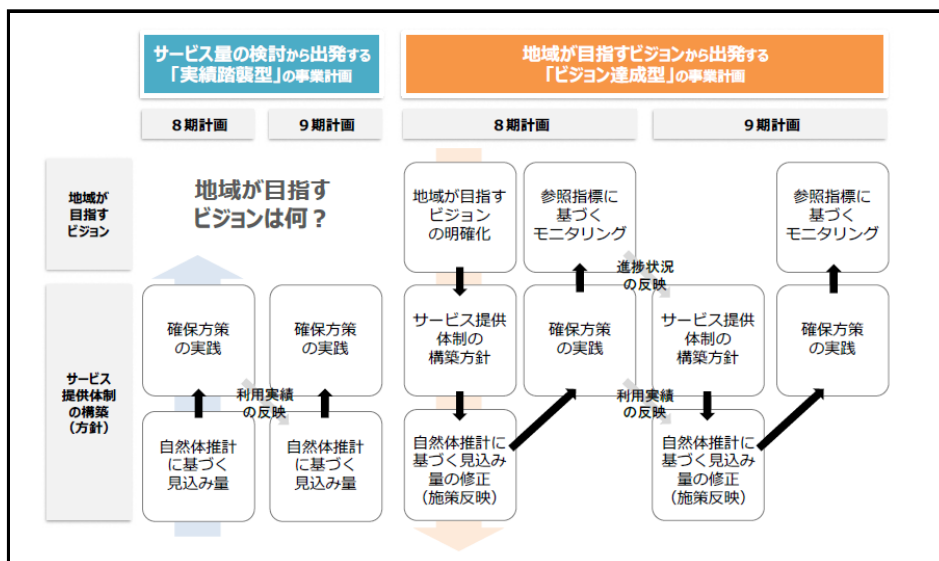 サービス量の検討から出発する
「実績踏襲型」の事業計画
地域が目指すビジョンから出発する
「ビジョン達成型」の事業計画
８期計画
９期計画
８期計画
９期計画
地域が
目指す
ビジョン
地域が目指す
ビジョンは何？
地域が目指す
ビジョン
の明確化
参照指標に
基づく
モニタリング
参照指標に
基づく
モニタリング
進捗状況
の反映
サービス
提供体制
の構築
（方針）
確保方策
の実践
確保方策
の実践
サービス提供
体制の
構築方針
確保方策
の実践
サービス提供
体制の
構築方針
確保方策
の実践
利用実績
の反映
利用実績
の反映
自然体推計
に基づく
見込み量
自然体推計
に基づく
見込み量
自然体推計に
基づく見込み
量の修正
（施策反映）
自然体推計に
基づく見込み
量の修正
（施策反映）